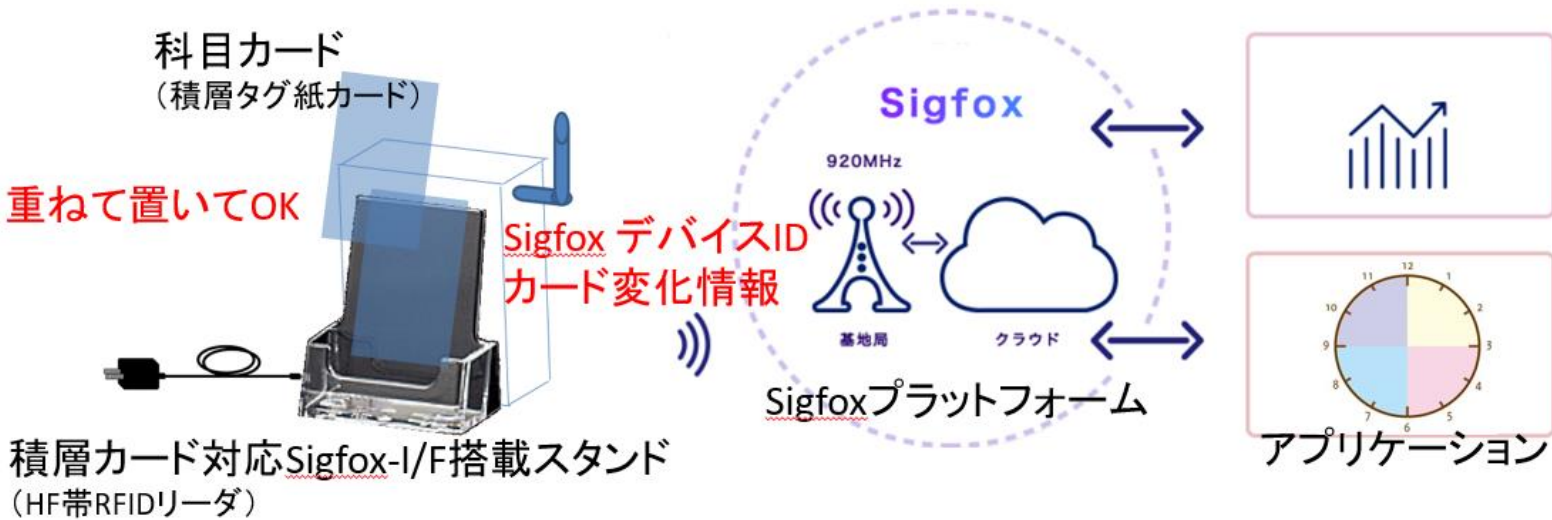 科目カード
（積層タグ紙カード）
重ねて置いてOK
Sigfox デバイスID
カード変化情報
積層カード対応Sigfox-I/F搭載スタンド
（HF帯RFIDリーダ）
Sigfox
920MHz
基地局
クラウド
Sigfoxプラットフォーム
12
1
2
3
4
5
6
7
8
9
10
11
アプリケーション